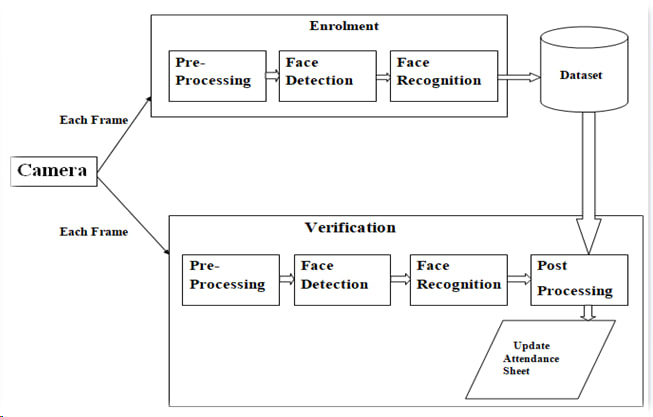 Enrolment
Pre-
Processing
Face
Detection
Face
Recognition
Dataset
Each Frame
Camera
Each Frame
Verification
Pre-
Processing
Face
Detection
Face
Recognition
Post
Processing
Update
Attendance
Sheet